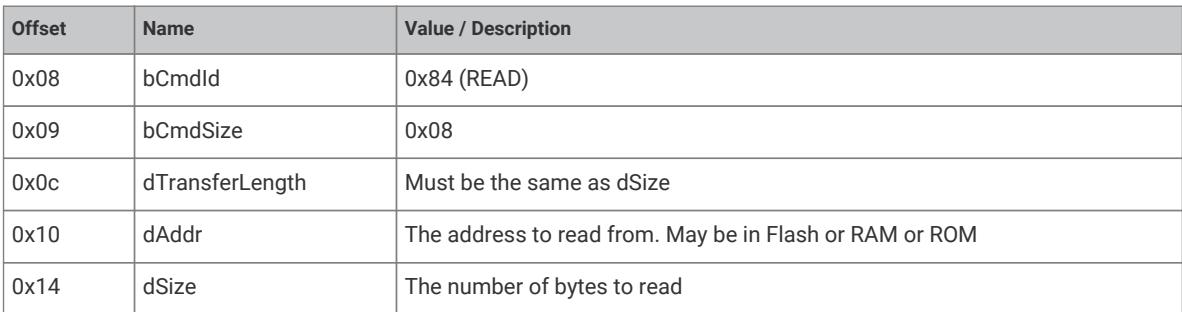 Offset Name Value / Description
0x08 bCmdId 0x84 (READ)
0x09 bCmdSize 0x08
0x0c dTransferLength Must be the same as dSize
0x10 dAddr The address to read from. May be in Flash or RAM or ROM
0x14 dSize The number of bytes to read